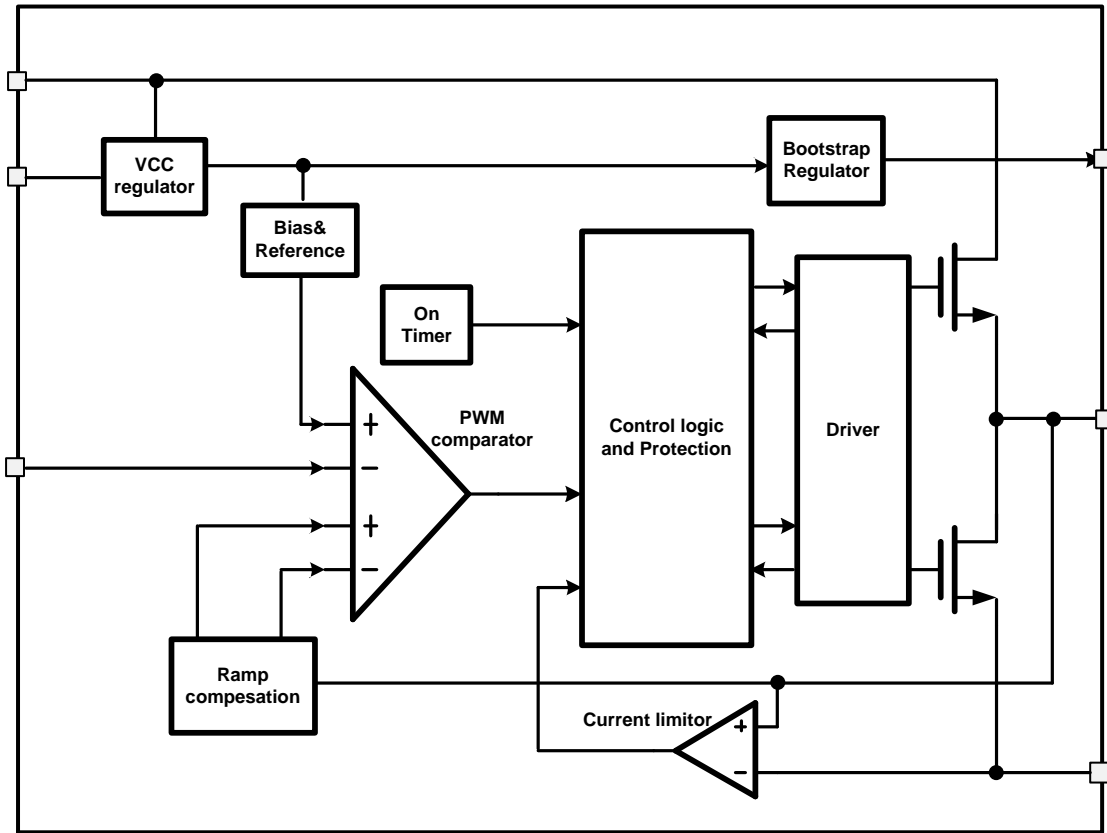 VCC
regulator
Bootstrap
Regulator
Bias&
Reference
On
Timer
PWM
comparator
+
−
+
−
Control logic
and Protection
Driver
Ramp
compesation
Current limitor
+
−